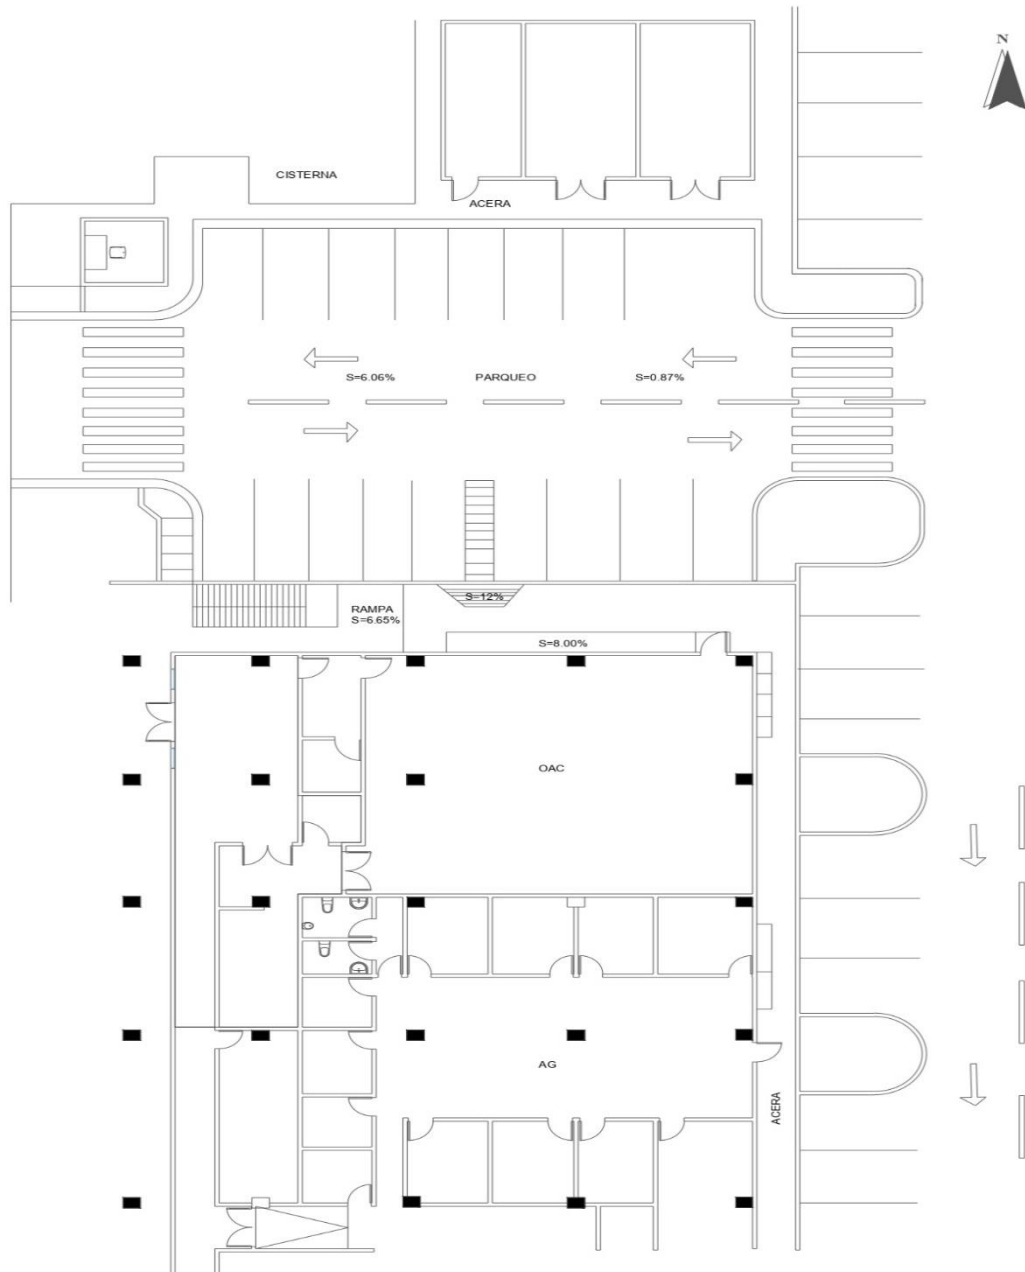 N
CISTERNA
ACERA
S=6.06%
PARQUEO
S=0.87%
S=12%
RAMPA
S=6.65%
S=8.00%
OAC
AG
ACERA